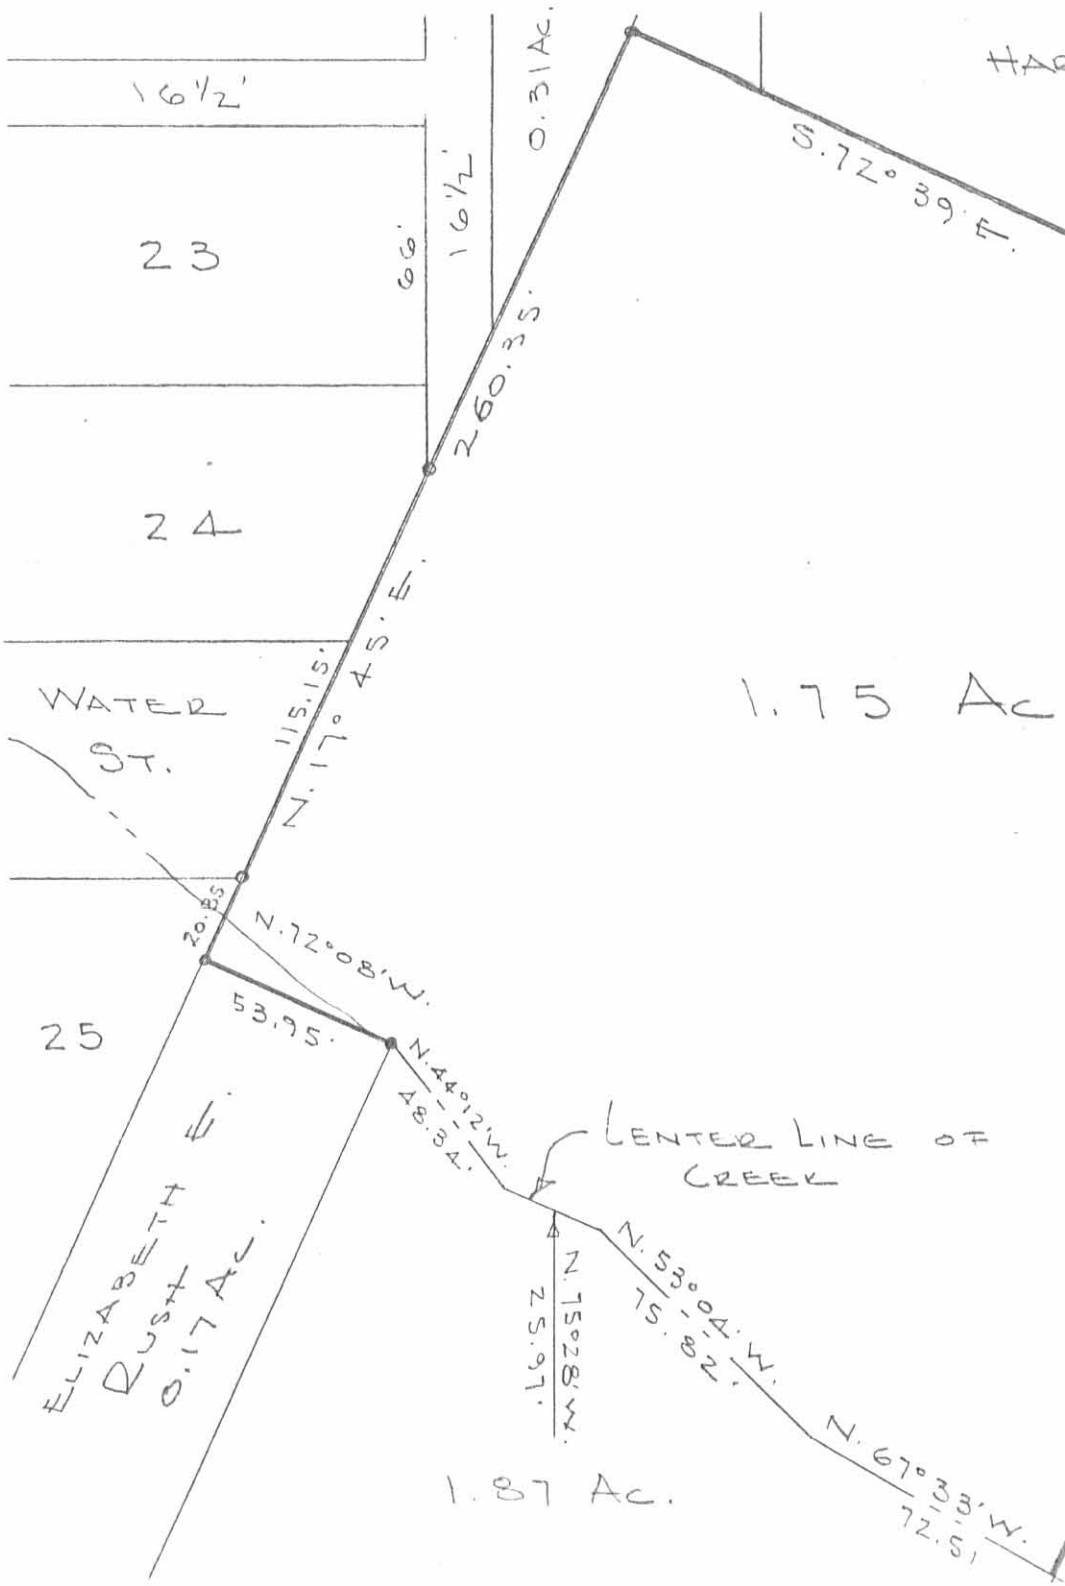 HAR
16½'
0.31 AC.
S.72° 39' E.
23
66'
16½'
260.35'
24
115.15'
N. 17° 45' E.
WATER
ST.
1.75 AC
20.85
N.72°08'W.
53.95'
25
N.44°12'W.
48.34'
CENTER LINE OF
CREEK
ELIZABETH E.
RUSH
0.17 AC.
N. 75°28'W.
25.97'
N. 53°04' W.
75.82'
N. 67°33' W.
72.51
1.87 AC.